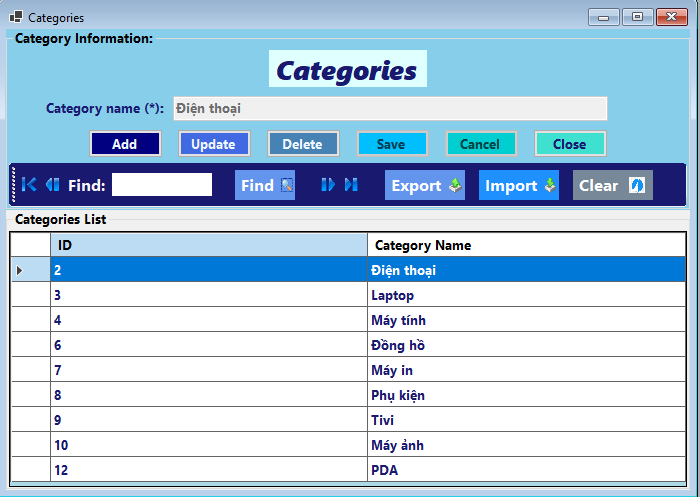 Categories
Category Information:
Categories
Category name (*): Điện thoại
Add Update Delete Save Cancel Close
Find: Find Export Import Clear
Categories List
ID Category Name
2 Điện thoại
3 Laptop
4 Máy tính
6 Đồng hồ
7 Máy in
8 Phụ kiện
9 Tivi
10 Máy ảnh
12 PDA